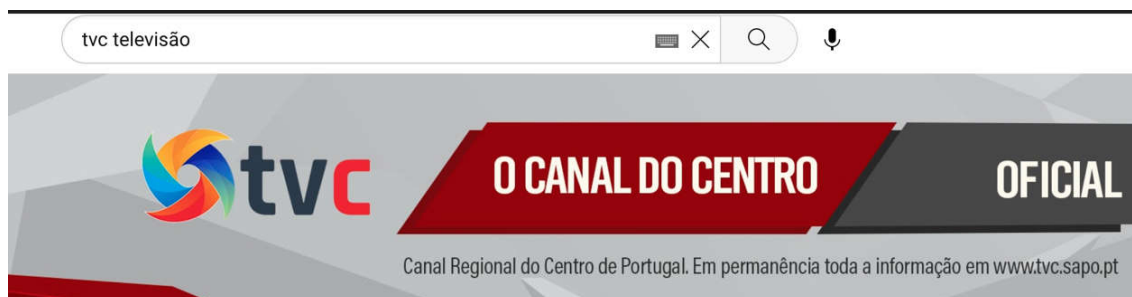 tvc televisão
tvc
O CANAL DO CENTRO
OFICIAL
Canal Regional do Centro de Portugal. Em permanência toda a informação em www.tvc.sapo.pt